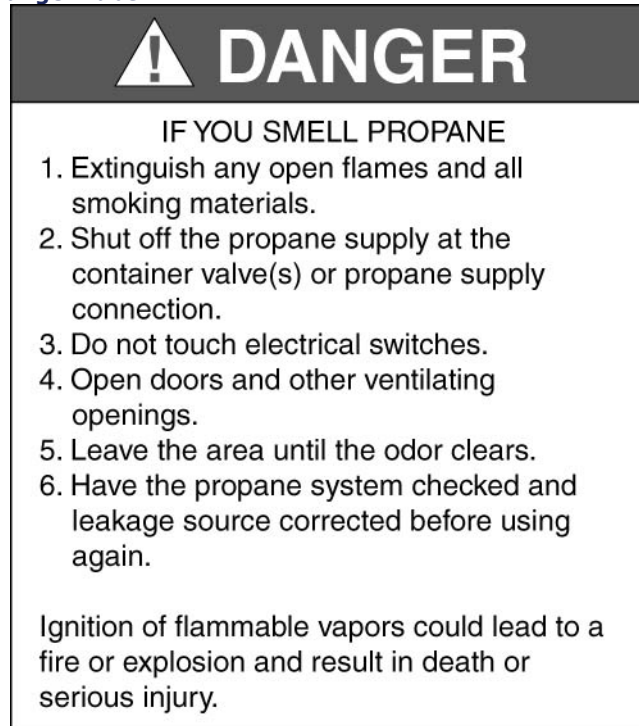 DANGER
IF YOU SMELL PROPANE
1. Extinguish any open flames and all
smoking materials.
2. Shut off the propane supply at the
container valve(s) or propane supply
connection.
3. Do not touch electrical switches.
4. Open doors and other ventilating
openings.
5. Leave the area until the odor clears.
6. Have the propane system checked and
leakage source corrected before using
again.
Ignition of flammable vapors could lead to a
fire or explosion and result in death or
serious injury.